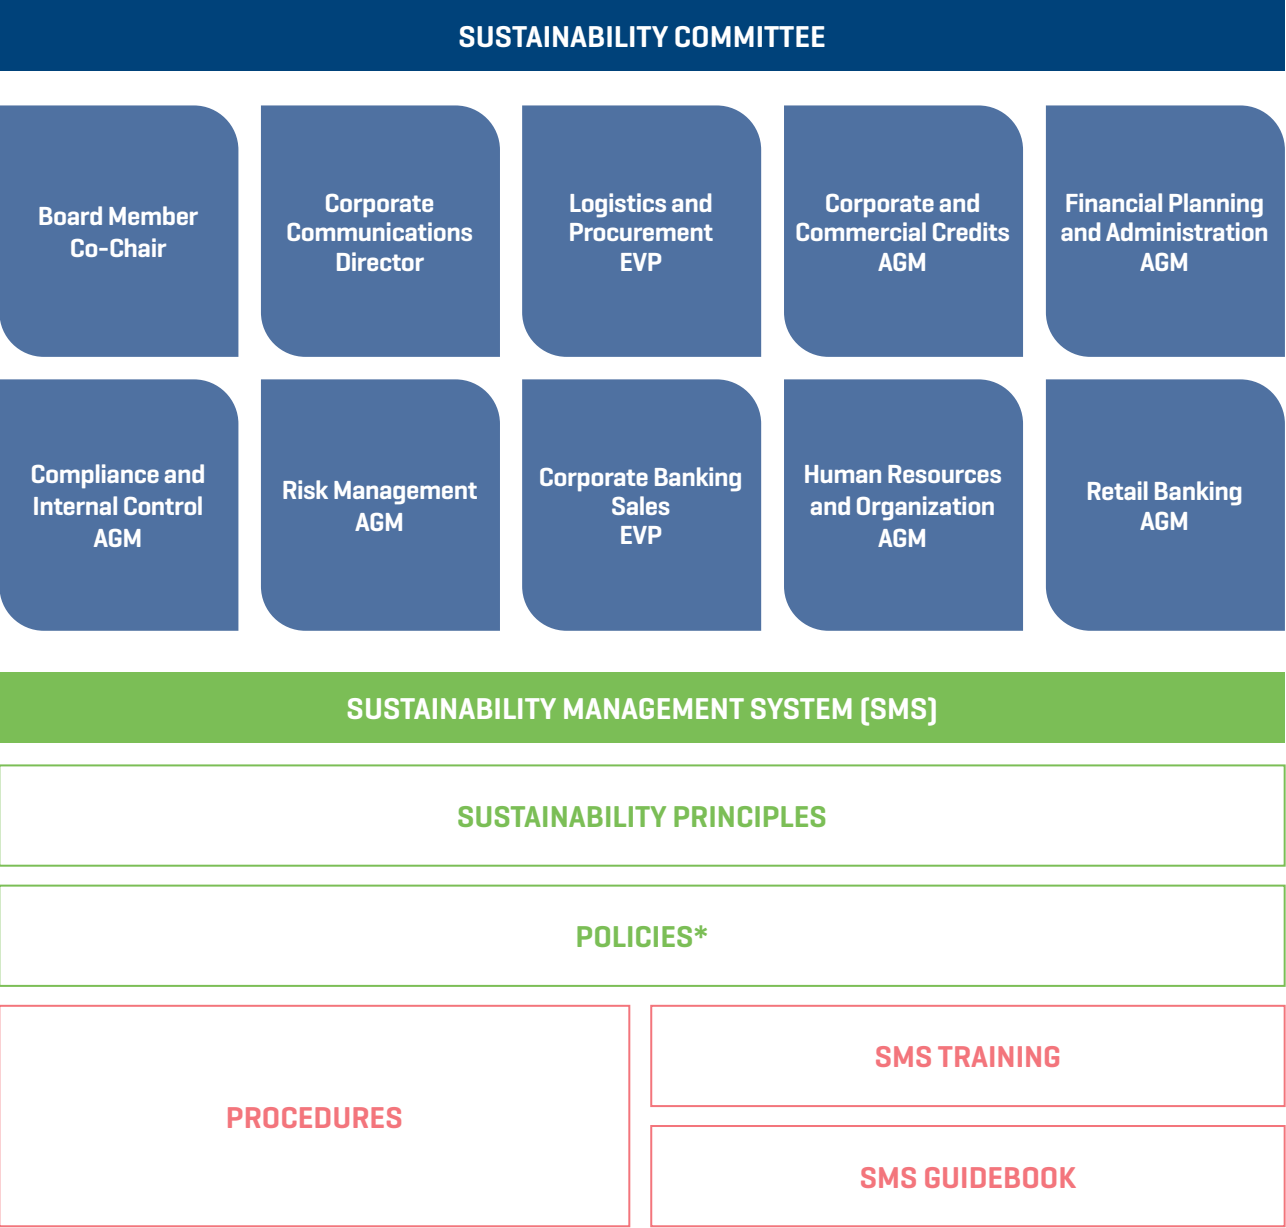 SUSTAINABILITY COMMITTEE
Board Member
Co-Chair
Corporate
Communications
Director
Logistics and
Procurement
EVP
Corporate and
Commercial Credits
AGM
Financial Planning
and Administration
AGM
Compliance and
Internal Control
AGM
Risk Management
AGM
Corporate Banking
Sales
EVP
Human Resources
and Organization
AGM
Retail Banking
AGM
SUSTAINABILITY MANAGEMENT SYSTEM (SMS)
SUSTAINABILITY PRINCIPLES
POLICIES*
PROCEDURES
SMS TRAINING
SMS GUIDEBOOK